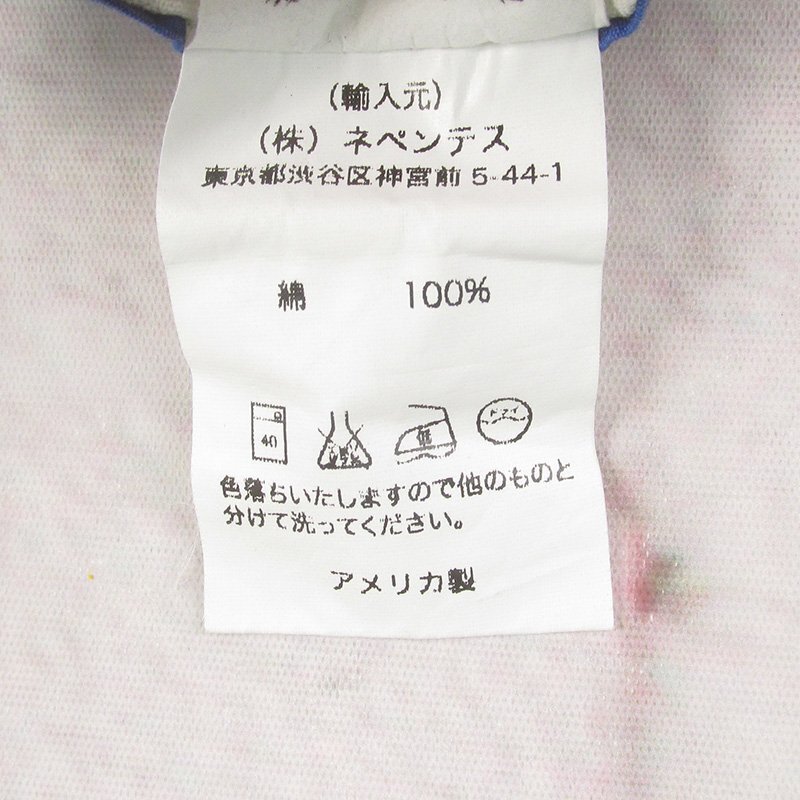 (輸入元)
(株) ネペンテス
東京都渋谷区神宮前 5-44-1
綿 100%
40 低 ドライ
色落ちいたしますので他のものと
分けて洗ってください。
アメリカ製